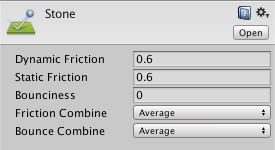 Stone
Open
Dynamic Friction 0.6
Static Friction 0.6
Bounciness 0
Friction Combine Average
Bounce Combine Average